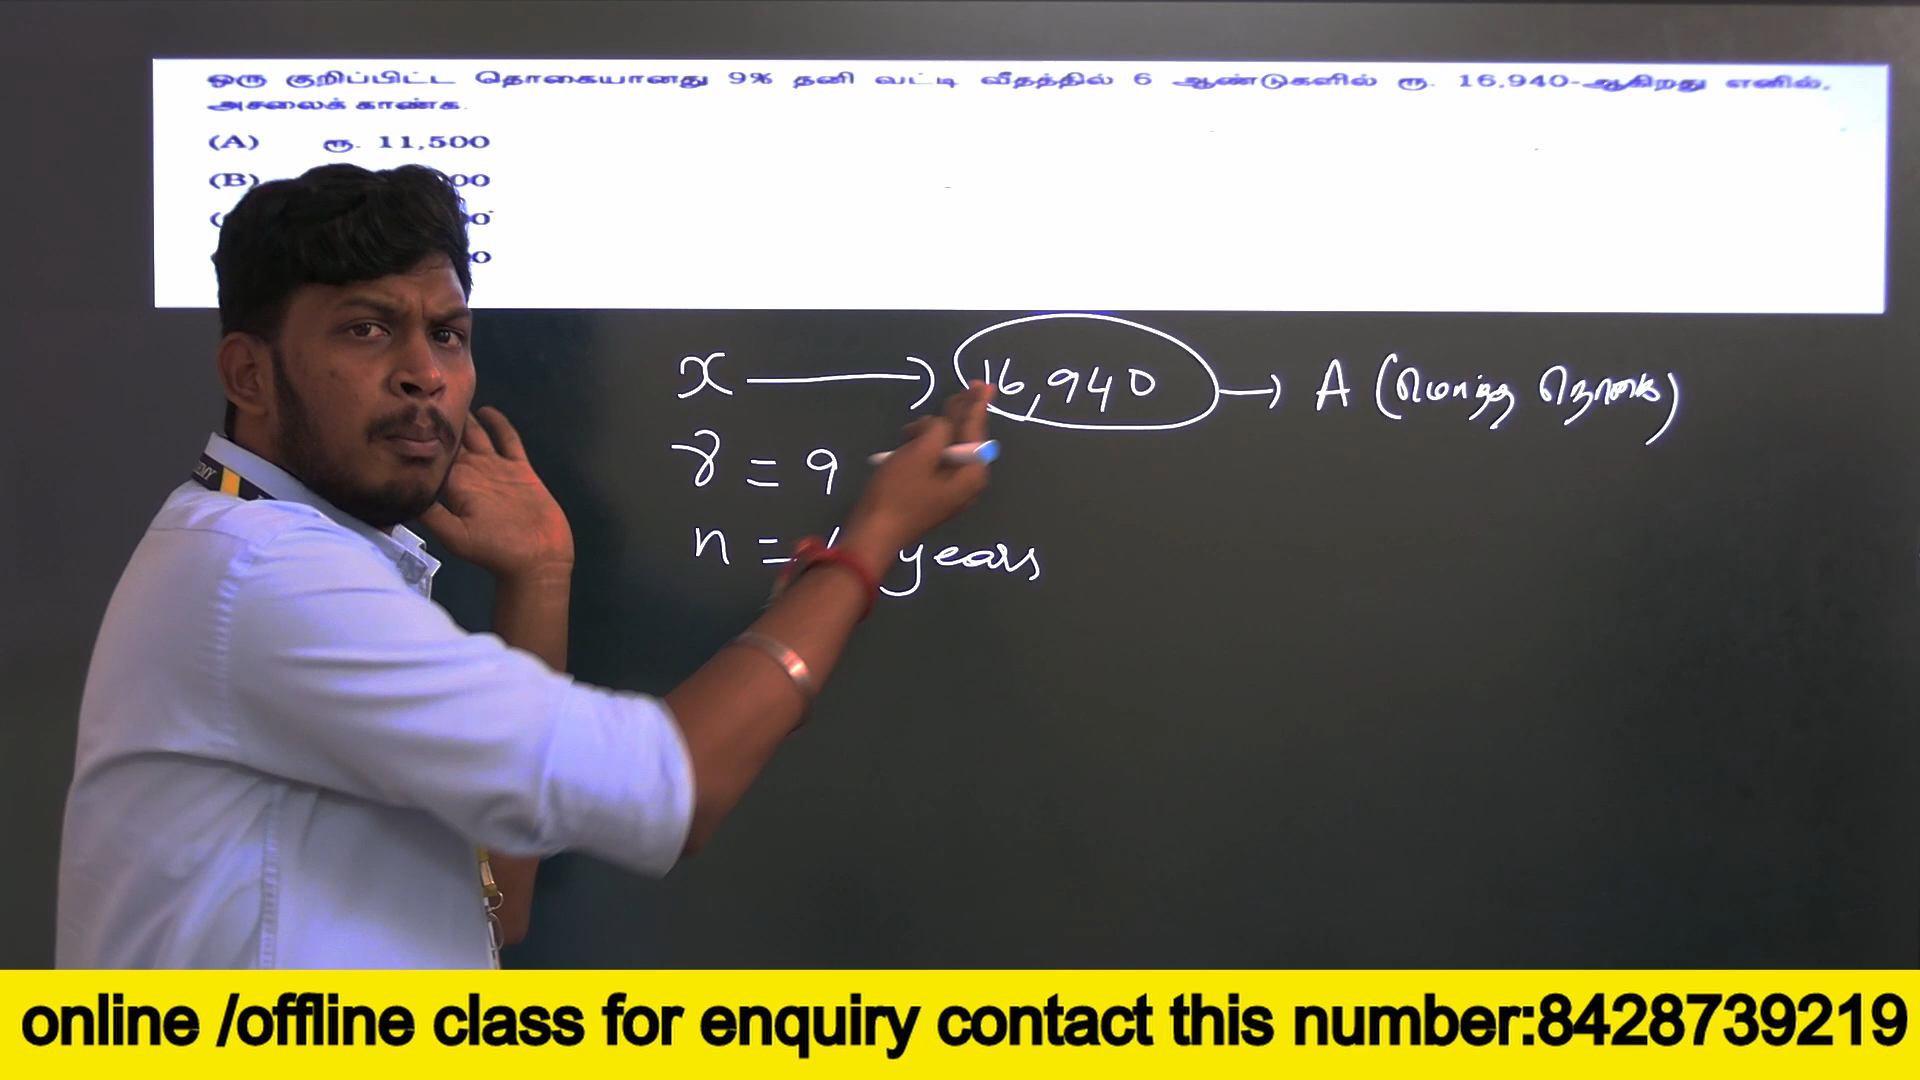 ஒரு குறிப்பிட்ட தொகையானது 9% தனி வட்டி வீதத்தில் 6 ஆண்டுகளில் ரூ. 16,940-ஆகிறது எனில்,
அசலைக் காண்க.
(A) ரூ. 11,500
(B) 00
x → 16,940 → A (மொத்த தொகை)
r = 9
n = years
online /offline class for enquiry contact this number:8428739219